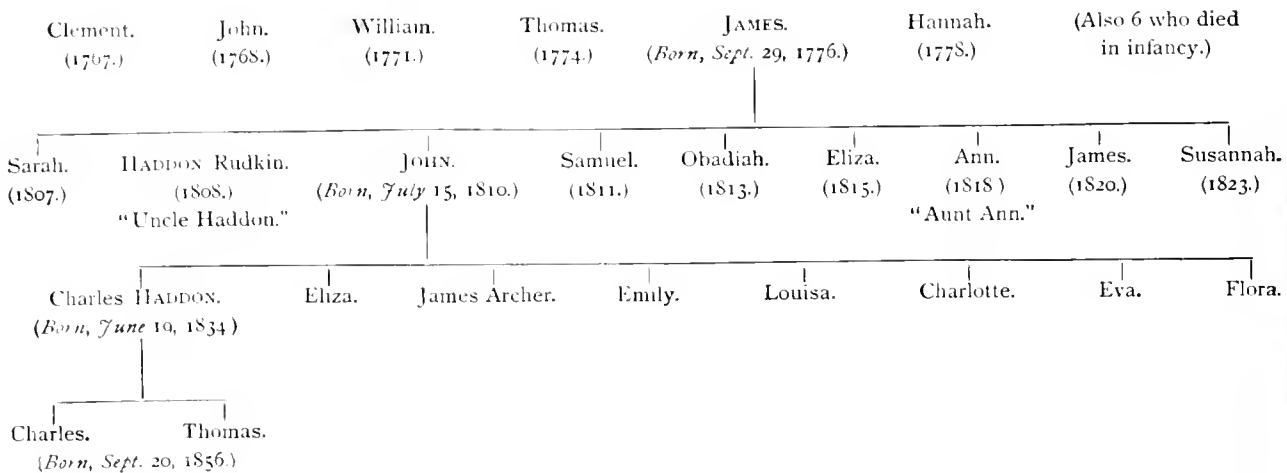 Clement. John. William. Thomas. JAMES. Hannah. (Also 6 who died
(1767.) (1768.) (1771.) (1774.) (Born, Sept. 29, 1776.) (1778.) in infancy.)
Sarah. HADDON Rudkin. JOHN. Samuel. Obadiah. Eliza. Ann. James. Susannah.
(1807.) (1808.) (Born, July 15, 1810.) (1811.) (1813.) (1815.) (1818) (1820.) (1823.)
"Uncle Haddon." "Aunt Ann."
Charles HADDON. Eliza. James Archer. Emily. Louisa. Charlotte. Eva. Flora.
(Born, June 19, 1834)
Charles. Thomas.
(Born, Sept. 20, 1856.)